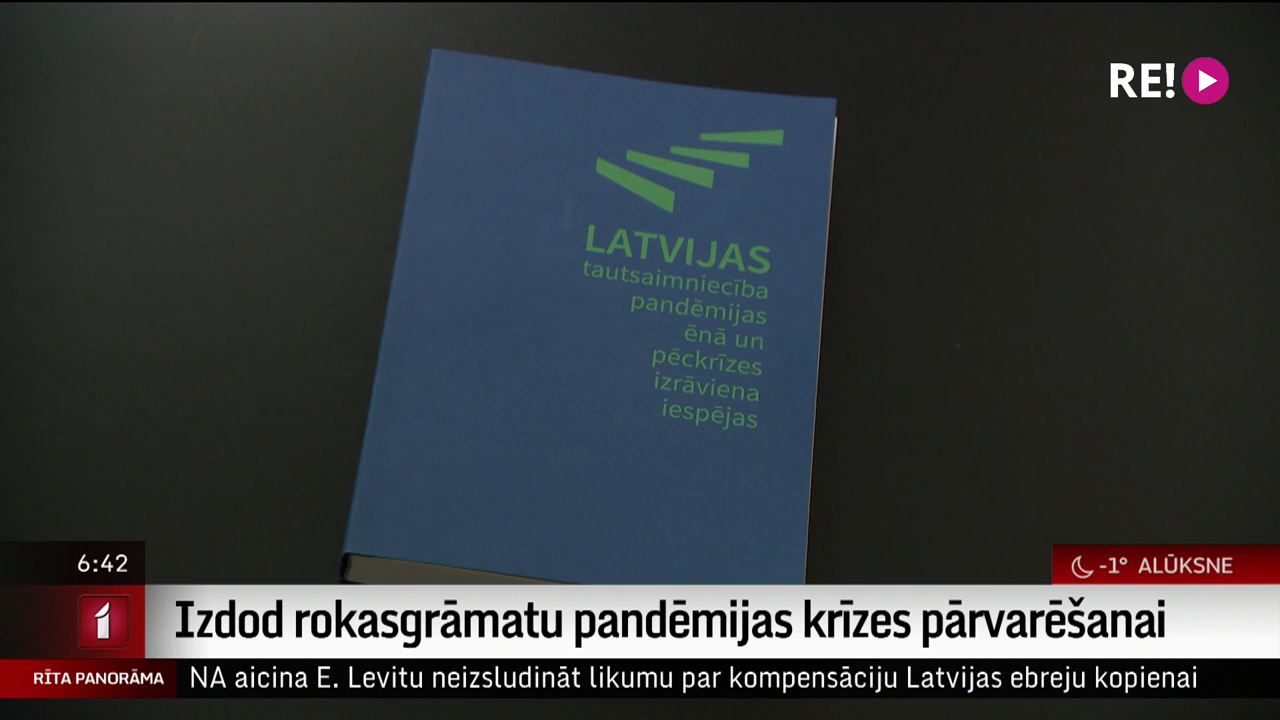 RE!
LATVIJAS
tautsaimniecība
pandēmijas
ēnā un
pēckrīzes
izrāviena
iespējas
6:42
-1° ALŪKSNE
1
Izdod rokasgrāmatu pandēmijas krīzes pārvarēšanai
RĪTA PANORĀMA
NA aicina E. Levitu neizsludināt likumu par kompensāciju Latvijas ebreju kopienai